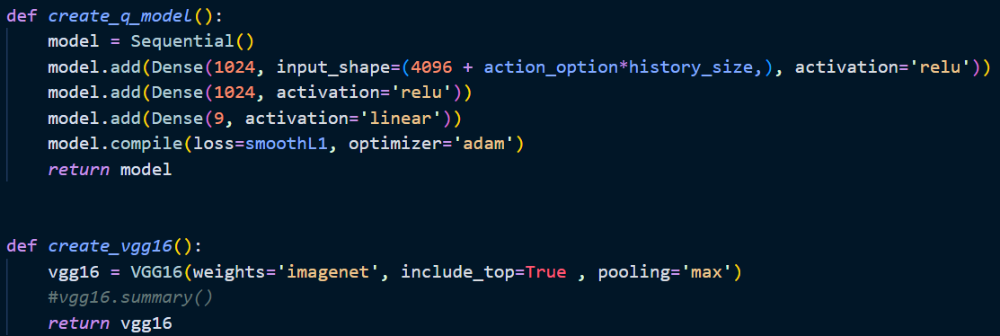 def create_q_model():
    model = Sequential()
    model.add(Dense(1024, input_shape=(4096 + action_option*history_size,), activation='relu'))
    model.add(Dense(1024, activation='relu'))
    model.add(Dense(9, activation='linear'))
    model.compile(loss=smoothL1, optimizer='adam')
    return model
def create_vgg16():
    vgg16 = VGG16(weights='imagenet', include_top=True , pooling='max')
    #vgg16.summary()
    return vgg16